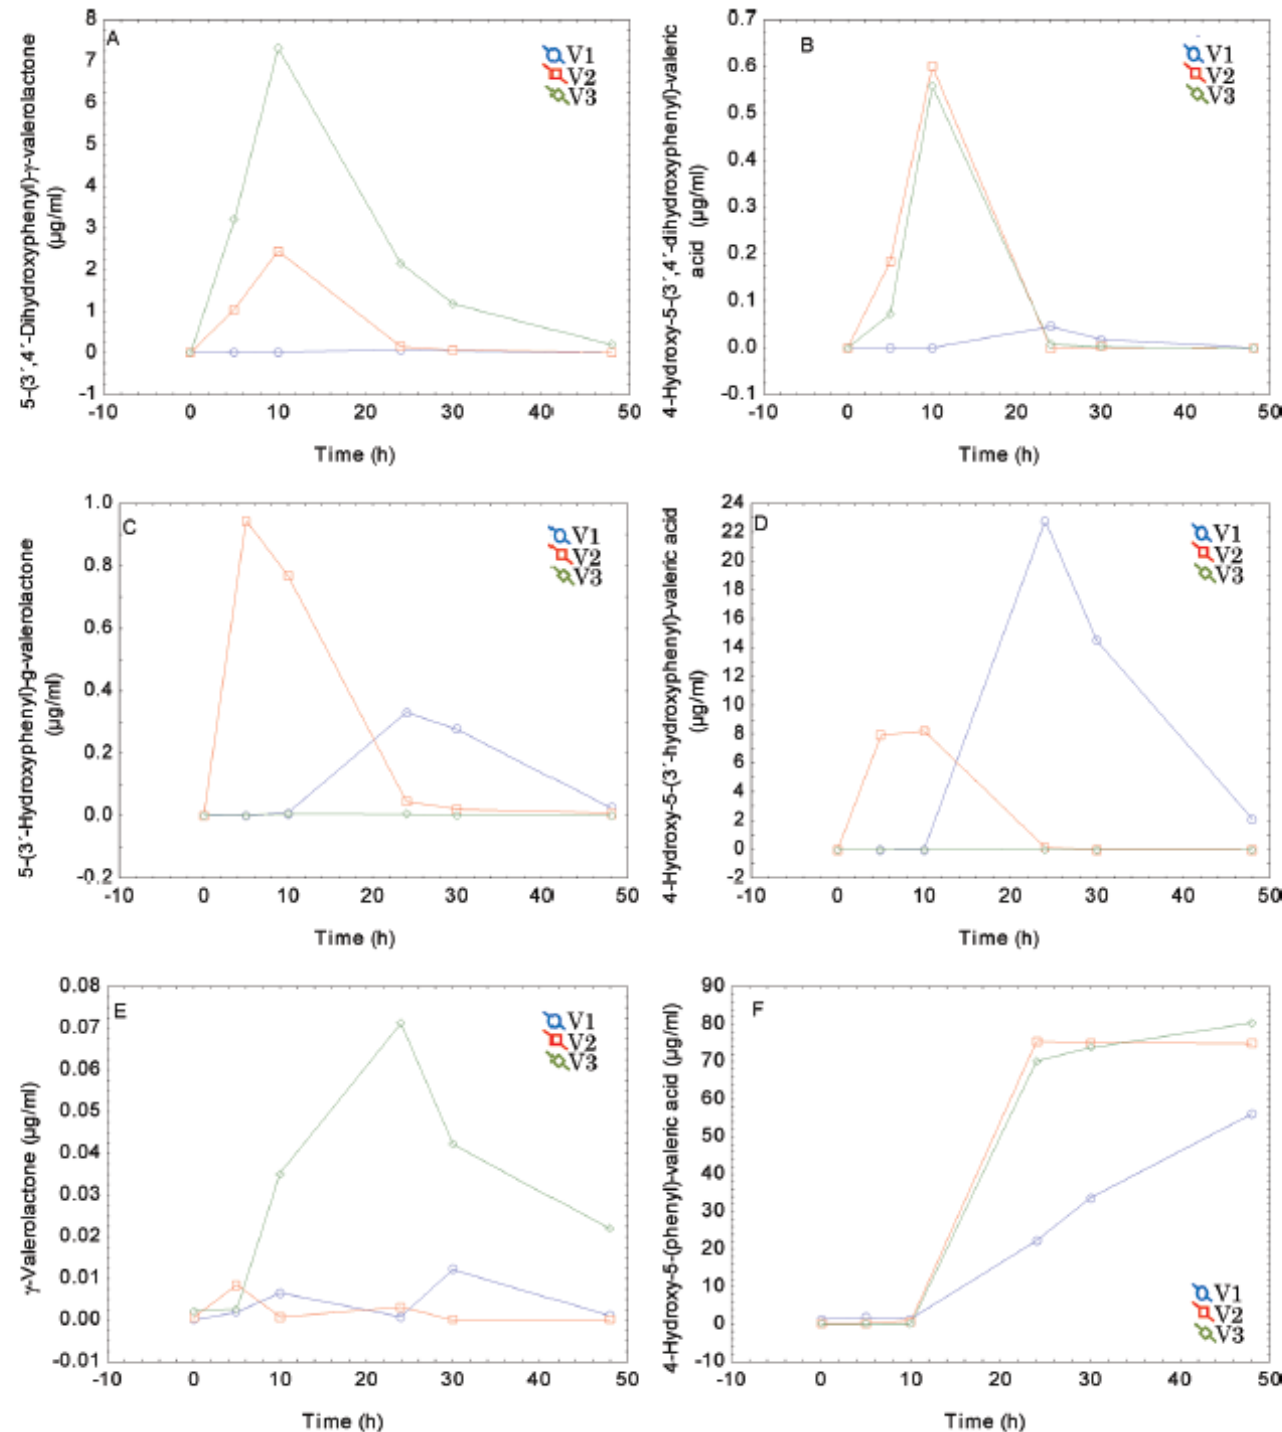 A
5-(3´,4´-Dihydroxyphenyl)-γ-valerolactone
(µg/ml)
8
7
6
5
4
3
2
1
0
-1
-10 0 10 20 30 40 50
Time (h)
V1
V2
V3
B
4-Hydroxy-5-(3´,4´-dihydroxyphenyl)-valeric
acid (µg/ml)
0.7
0.6
0.5
0.4
0.3
0.2
0.1
0.0
-0.1
-10 0 10 20 30 40 50
Time (h)
V1
V2
V3
C
5-(3´-Hydroxyphenyl)-g-valerolactone
(µg/ml)
1.0
0.8
0.6
0.4
0.2
0.0
-0.2
-10 0 10 20 30 40 50
Time (h)
V1
V2
V3
D
4-Hydroxy-5-(3´-hydroxyphenyl)-valeric acid
(µg/ml)
24
22
20
18
16
14
12
10
8
6
4
2
0
-2
-10 0 10 20 30 40 50
Time (h)
V1
V2
V3
E
γ-Valerolactone (µg/ml)
0.08
0.07
0.06
0.05
0.04
0.03
0.02
0.01
0.00
-0.01
-10 0 10 20 30 40 50
Time (h)
V1
V2
V3
F
4-Hydroxy-5-(phenyl)-valeric acid (µg/ml)
90
80
70
60
50
40
30
20
10
0
-10
-10 0 10 20 30 40 50
Time (h)
V1
V2
V3